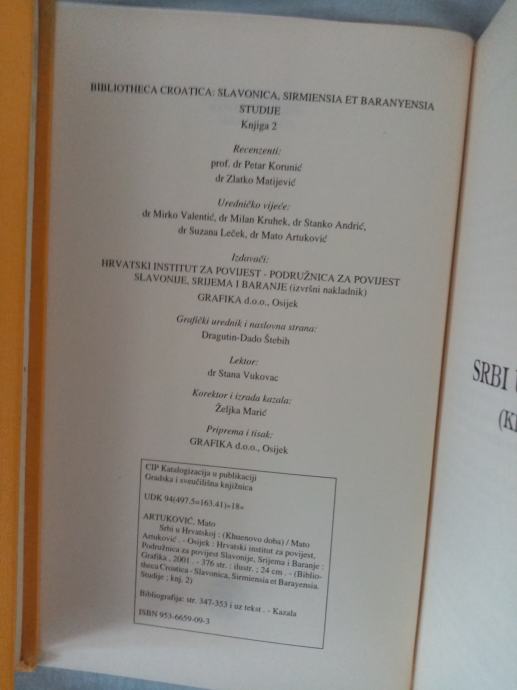 BIBLIOTHECA CROATICA: SLAVONICA, SIRMIENSIA ET BARANYENSIA
STUDIJE
Knjiga 2
Recenzenti:
prof. dr Petar Korunić
dr Zlatko Matijević
Uredničko vijeće:
dr Mirko Valentić, dr Milan Kruhek, dr Stanko Andrić,
dr Suzana Leček, dr Mato Artuković
Izdavači:
HRVATSKI INSTITUT ZA POVIJEST - PODRUŽNICA ZA POVIJEST
SLAVONIJE, SRIJEMA I BARANJE (izvršni nakladnik)
GRAFIKA d.o.o., Osijek
Grafički urednik i naslovna strana:
Dragutin-Dado Štebih
Lektor:
dr Stana Vukovac
Korektor i izrada kazala:
Željka Marić
Priprema i tisak:
GRAFIKA d.o.o., Osijek
CIP Katalogizacija u publikaciji
Gradska i sveučilišna knjižnica
UDK 94(497.5=163.41)=18»
ARTUKOVIĆ, Mato
Srbi u Hrvatskoj : (Khuenovo doba) / Mato
Artuković . - Osijek : Hrvatski institut za povijest,
Podružnica za povijest Slavonije, Srijema i Baranje :
Grafika , 2001 . - 376 str. : ilustr. ; 24 cm . - (Biblio-
theca Croatica - Slavonica, Sirmiensia et Barayensia.
Studije ; knj. 2)
Bibliografija: str. 347-353 i uz tekst . - Kazala
ISBN 953-6659-09-3
SRBI
(K